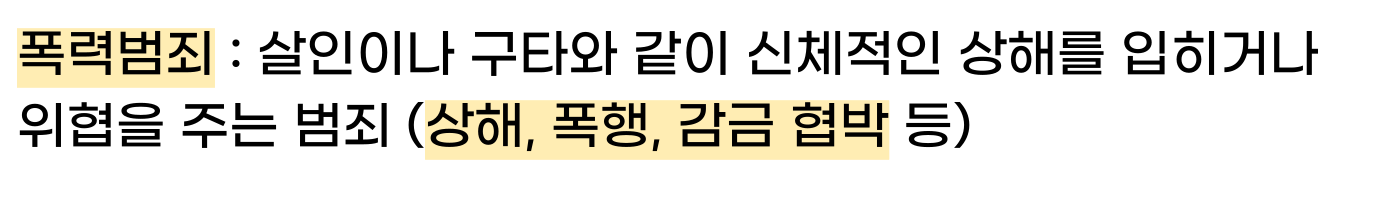 폭력범죄 : 살인이나 구타와 같이 신체적인 상해를 입히거나
위협을 주는 범죄 (상해, 폭행, 감금 협박 등)